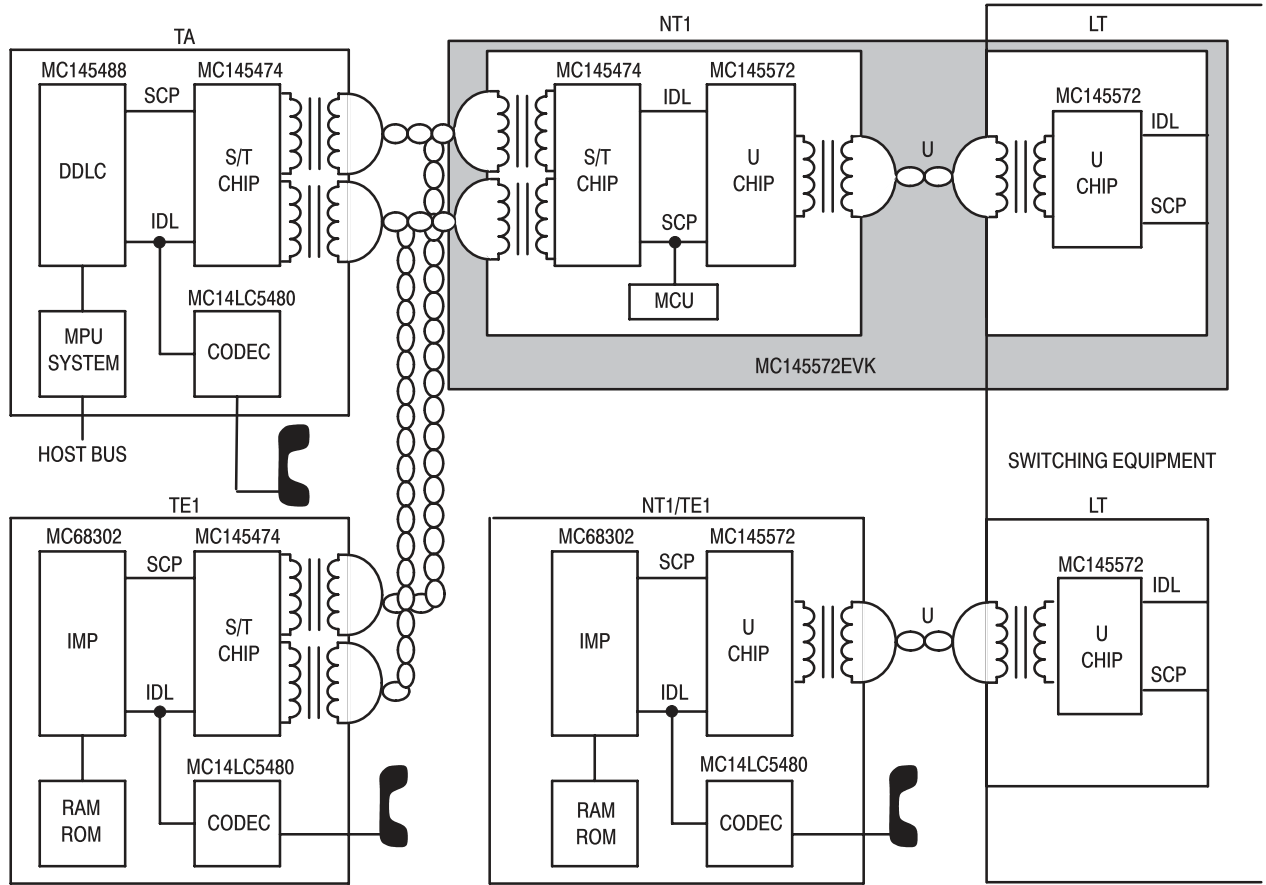 TA
MC145488
MC145474
SCP
DDLC
S/T
CHIP
IDL
MC14LC5480
MPU
SYSTEM
CODEC
HOST BUS
NT1
MC145474
MC145572
IDL
S/T
CHIP
U
CHIP
SCP
MCU
MC145572EVK
U
LT
MC145572
IDL
U
CHIP
SCP
SWITCHING EQUIPMENT
TE1
MC68302
MC145474
SCP
IMP
S/T
CHIP
IDL
MC14LC5480
RAM
ROM
CODEC
NT1/TE1
MC68302
MC145572
SCP
IMP
U
CHIP
IDL
MC14LC5480
RAM
ROM
CODEC
U
LT
MC145572
IDL
U
CHIP
SCP